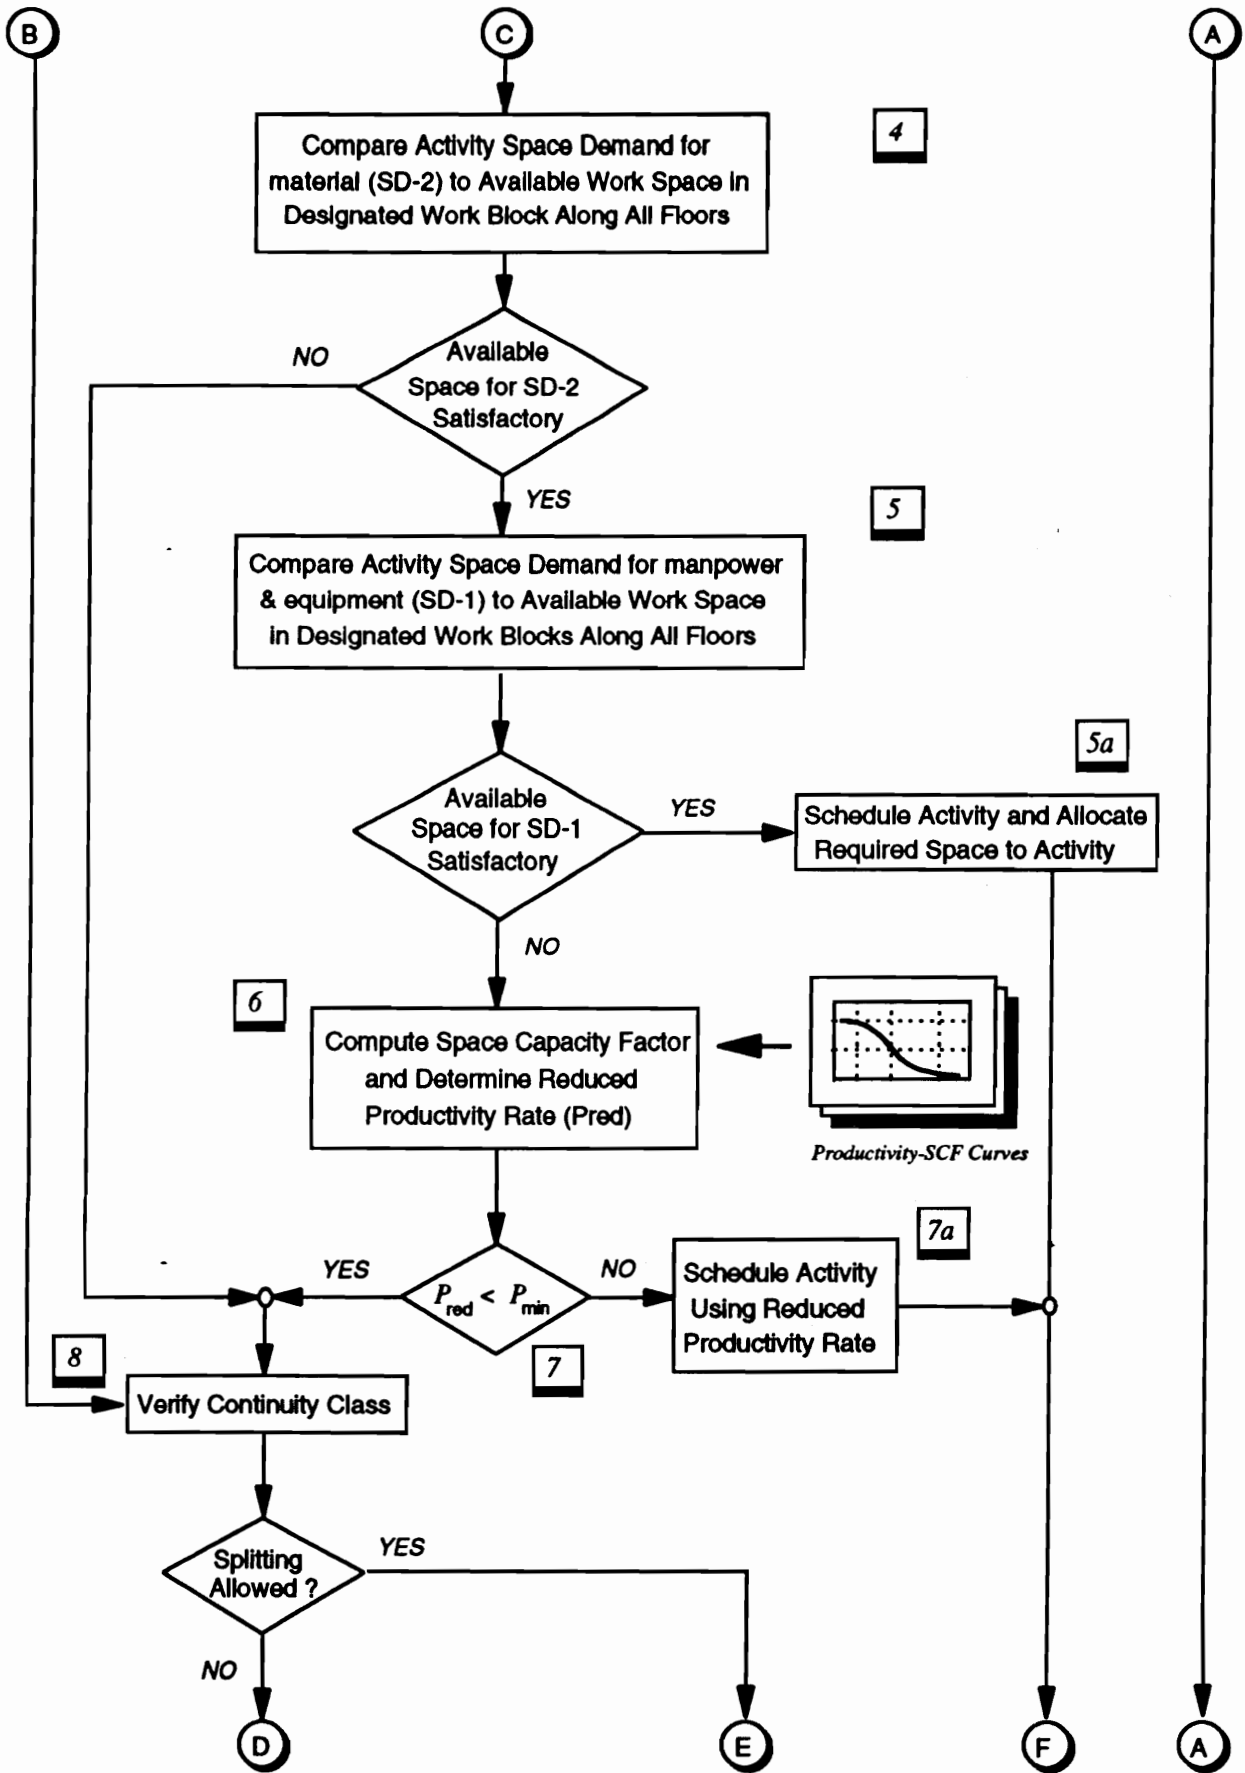 B
C
A
Compare Activity Space Demand for
material (SD-2) to Available Work Space in
Designated Work Block Along All Floors
4
NO
Available
Space for SD-2
Satisfactory
YES
5
Compare Activity Space Demand for manpower
& equipment (SD-1) to Available Work Space
in Designated Work Blocks Along All Floors
5a
Available
Space for SD-1
Satisfactory
YES
Schedule Activity and Allocate
Required Space to Activity
NO
6
Compute Space Capacity Factor
and Determine Reduced
Productivity Rate (Pred)
Productivity-SCF Curves
7a
YES
P red < P min
NO
Schedule Activity
Using Reduced
Productivity Rate
7
8
Verify Continuity Class
Splitting
Allowed ?
YES
NO
D
E
F
A